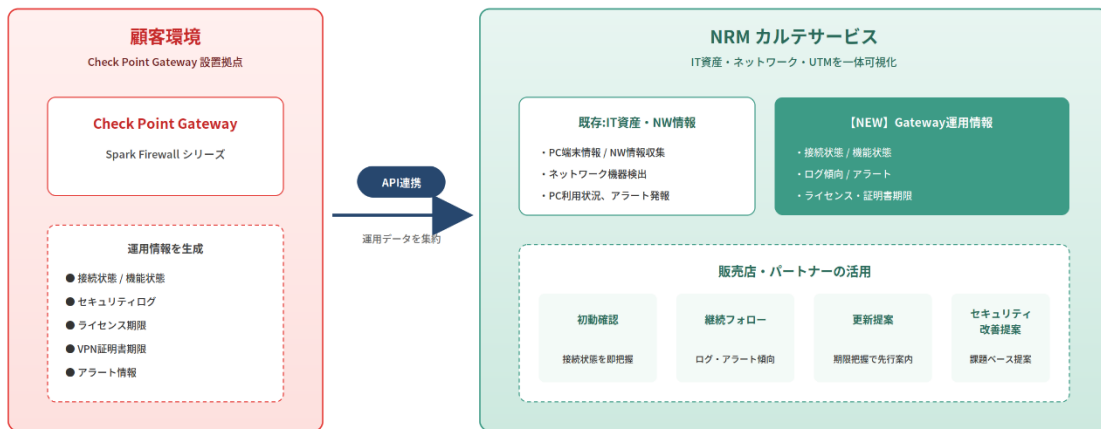 顧客環境
Check Point Gateway 設置拠点
Check Point Gateway
Spark Firewall シリーズ
運用情報を生成
● 接続状態 / 機能状態
● セキュリティログ
● ライセンス期限
● VPN証明書期限
● アラート情報
API連携
運用データを集約
NRM カルテサービス
IT資産・ネットワーク・UTMを一体可視化
既存:IT資産・NW情報
・PC端末情報 / NW情報収集
・ネットワーク機器検出
・PC利用状況、アラート発報
【NEW】Gateway運用情報
・接続状態 / 機能状態
・ログ傾向 / アラート
・ライセンス・証明書期限
販売店・パートナーの活用
初動確認
接続状態を即把握
継続フォロー
ログ・アラート傾向
更新提案
期限把握で先行案内
セキュリティ
改善提案
課題ベース提案